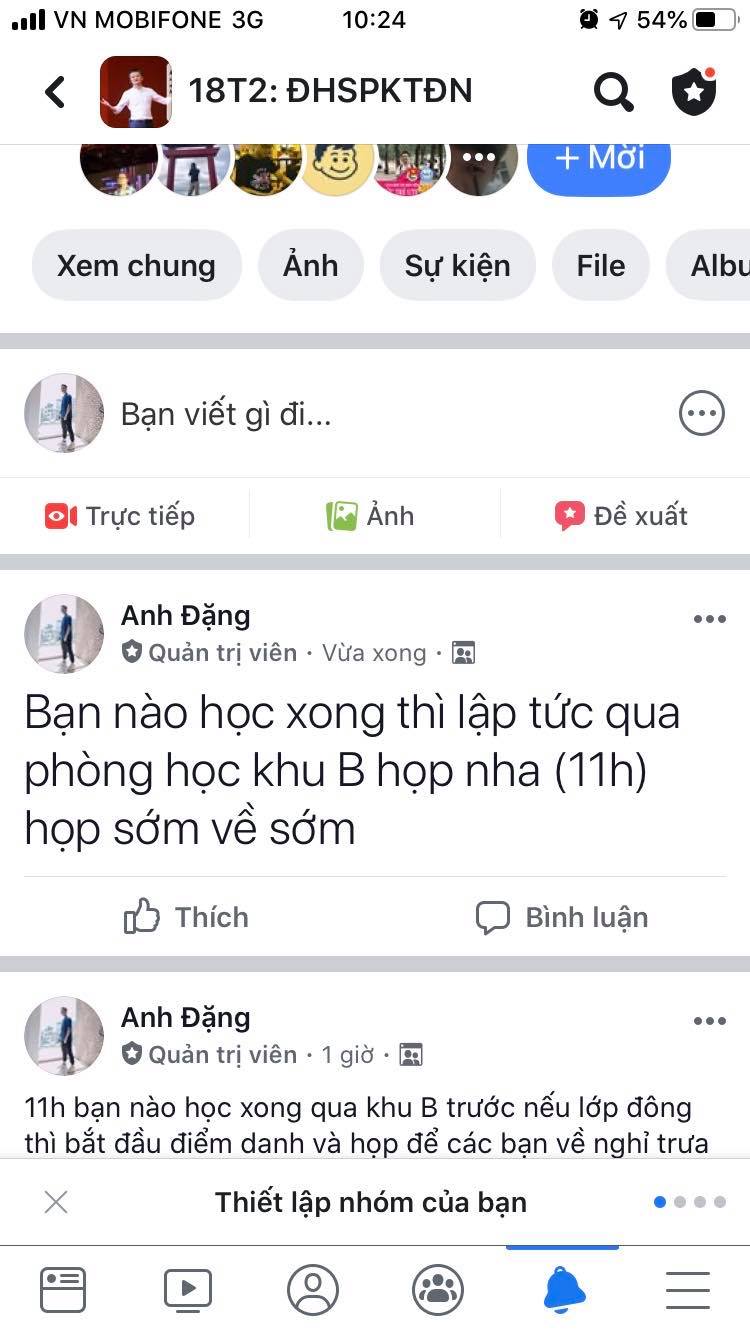 VN MOBIFONE 3G 10:24 54%
18T2: ĐHSPKTĐN
+ Mời
Xem chung Ảnh Sự kiện File Albu
Bạn viết gì đi...
Trực tiếp Ảnh Đề xuất
Anh Đặng
Quản trị viên · Vừa xong ·
Bạn nào học xong thì lập tức qua
phòng học khu B họp nha (11h)
họp sớm về sớm
Thích Bình luận
Anh Đặng
Quản trị viên · 1 giờ ·
11h bạn nào học xong qua khu B trước nếu lớp đông
thì bắt đầu điểm danh và họp để các bạn về nghỉ trưa
Thiết lập nhóm của bạn